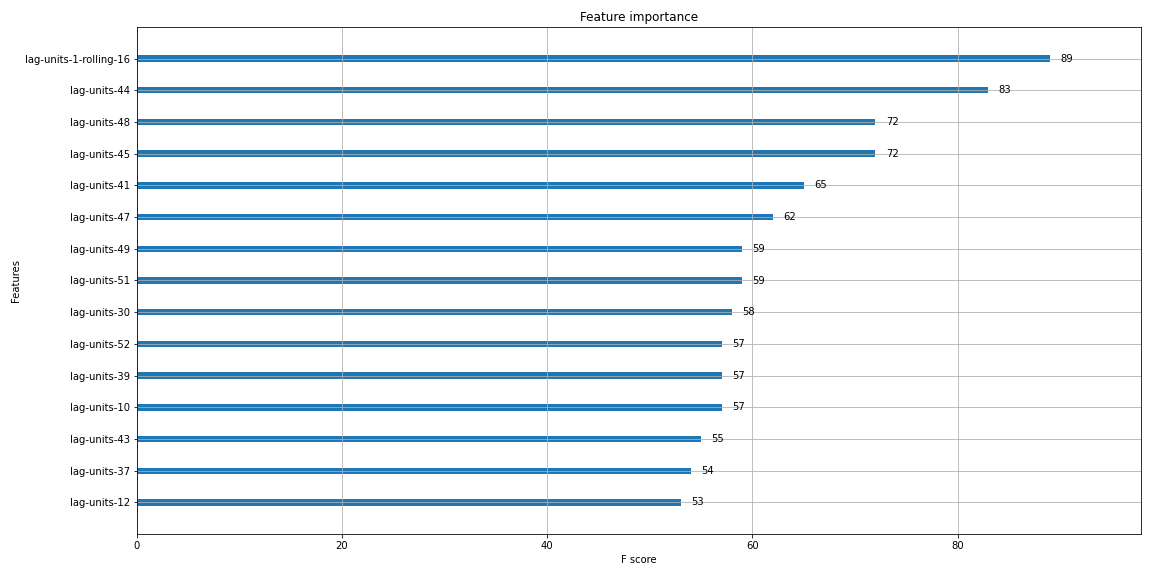 Feature importance
lag-units-1-rolling-16 89
lag-units-44 83
lag-units-48 72
lag-units-45 72
lag-units-41 65
lag-units-47 62
lag-units-49 59
lag-units-51 59
lag-units-30 58
lag-units-52 57
lag-units-39 57
lag-units-10 57
lag-units-43 55
lag-units-37 54
lag-units-12 53
Features
0 20 40 60 80
F score